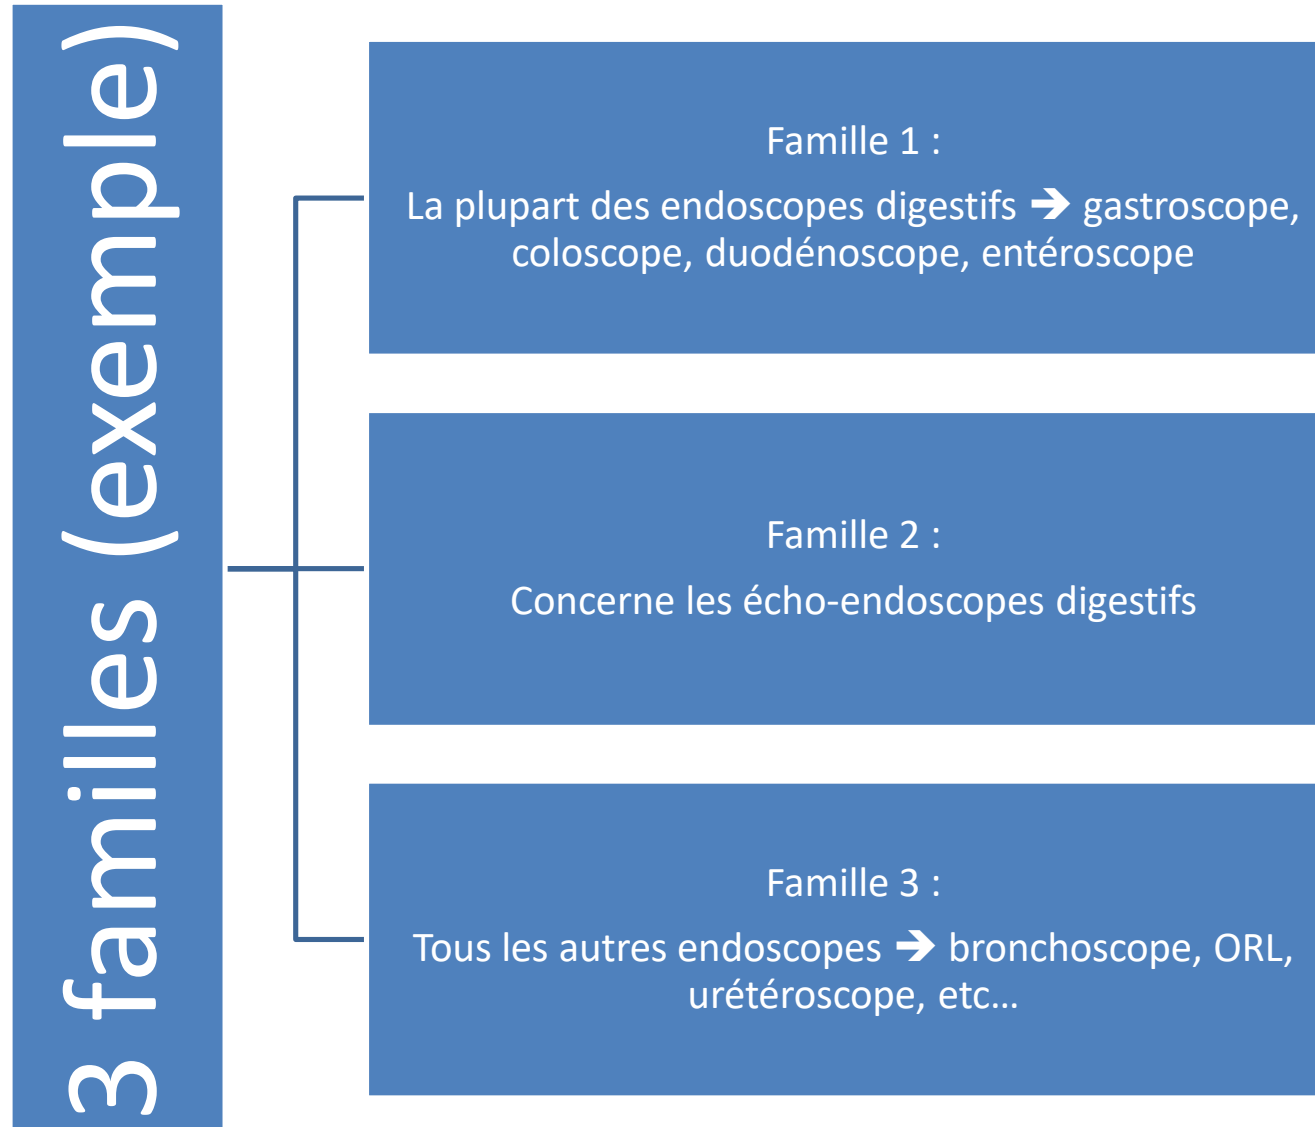 3 familles (exemple)
Famille 1 :
La plupart des endoscopes digestifs ➔ gastroscope,
coloscope, duodénoscope, entéroscope
Famille 2 :
Concerne les écho-endoscopes digestifs
Famille 3 :
Tous les autres endoscopes ➔ bronchoscope, ORL,
urétéroscope, etc…